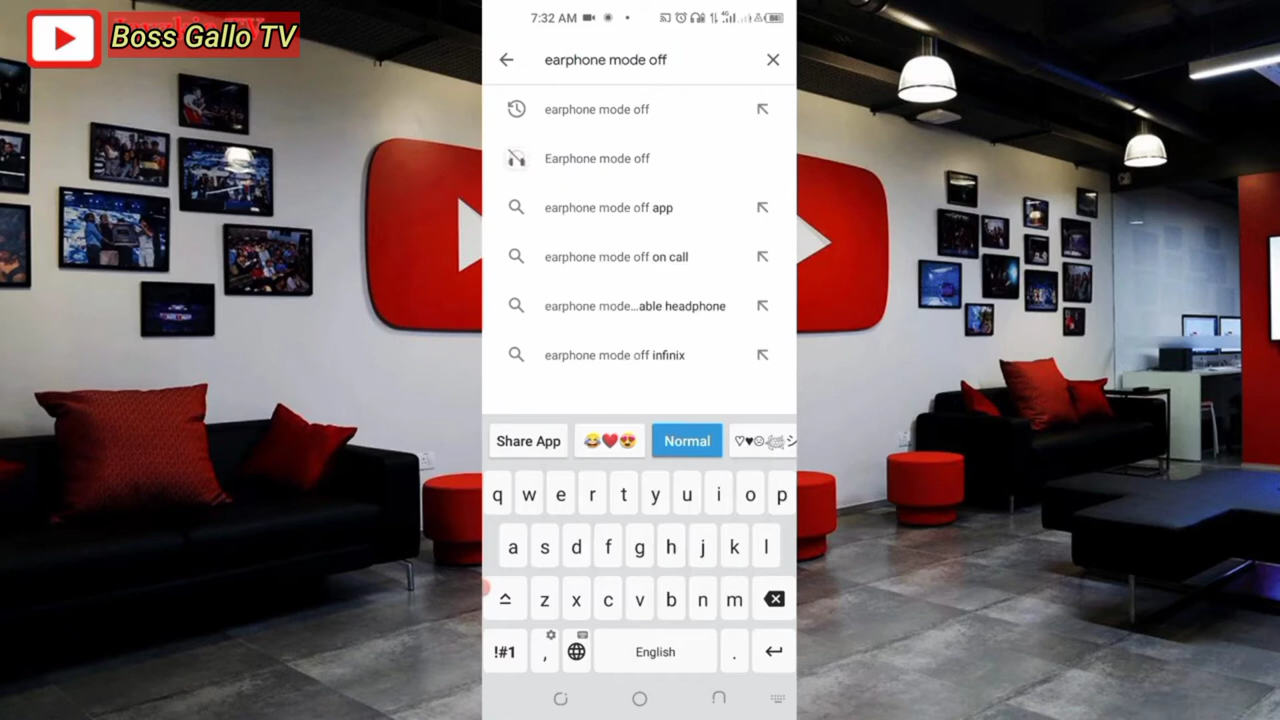 Boss Gallo TV
7:32 AM
earphone mode off
earphone mode off
Earphone mode off
earphone mode off app
earphone mode off on call
earphone mode...able headphone
earphone mode off infinix
Share App
😂❤️😍
Normal
q w e r t y u i o p
a s d f g h j k l
z x c v b n m
!#1 , English .